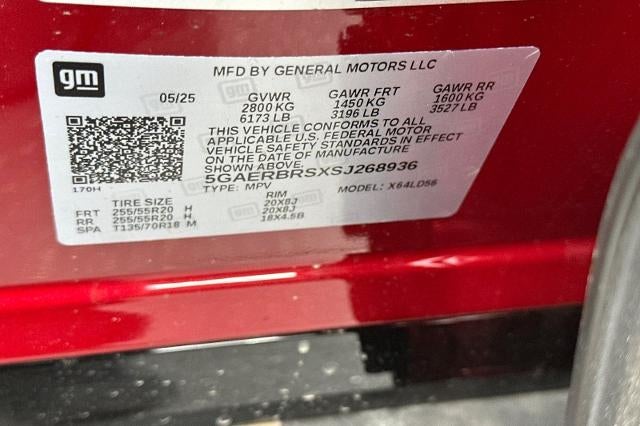 gm
MFD BY GENERAL MOTORS LLC
05/25 GVWR GAWR FRT GAWR RR
2800 KG 1450 KG 1600 KG
6173 LB 3196 LB 3527 LB
THIS VEHICLE CONFORMS TO ALL
APPLICABLE U.S. FEDERAL MOTOR
VEHICLE SAFETY STANDARDS IN EFFECT
ON THE DATE OF MANUFACTURE SHOWN ABOVE.
5GAERBRSXSJ268936
170H TYPE: MPV MODEL: X64LD56
TIRE SIZE RIM
FRT 255/55R20 H 20X8J
RR 255/55R20 H 20X8J
SPA T135/70R18 M 18X4.5B